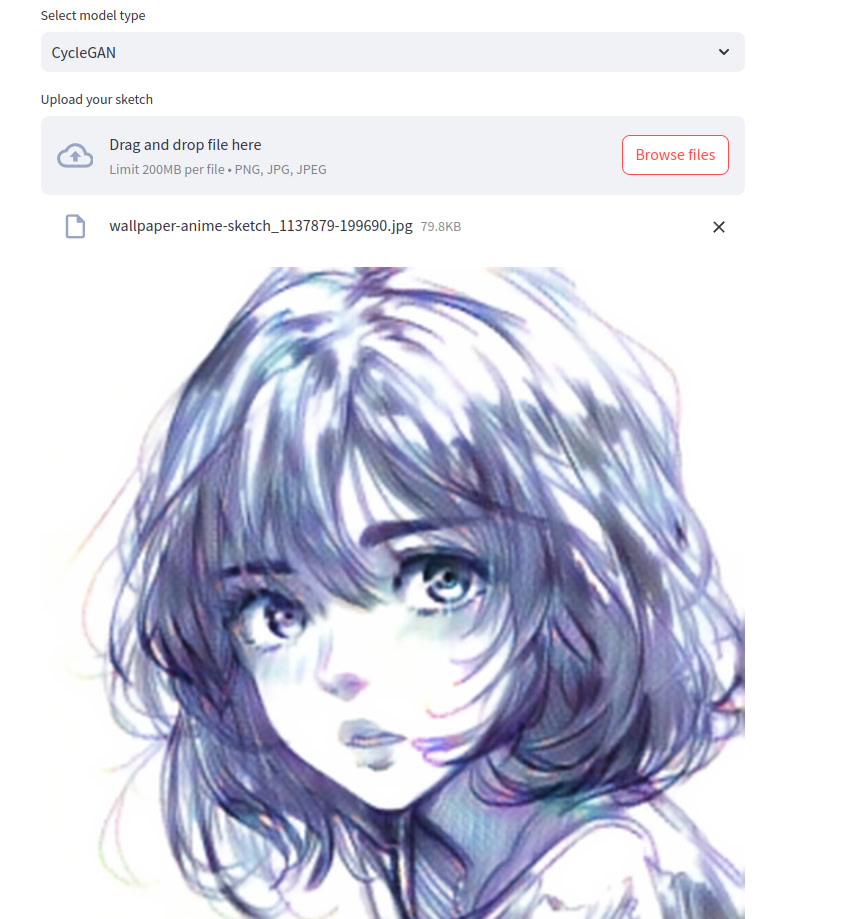 Select model type
CycleGAN
Upload your sketch
Drag and drop file here
Limit 200MB per file • PNG, JPG, JPEG
Browse files
wallpaper-anime-sketch_1137879-199690.jpg 79.8KB